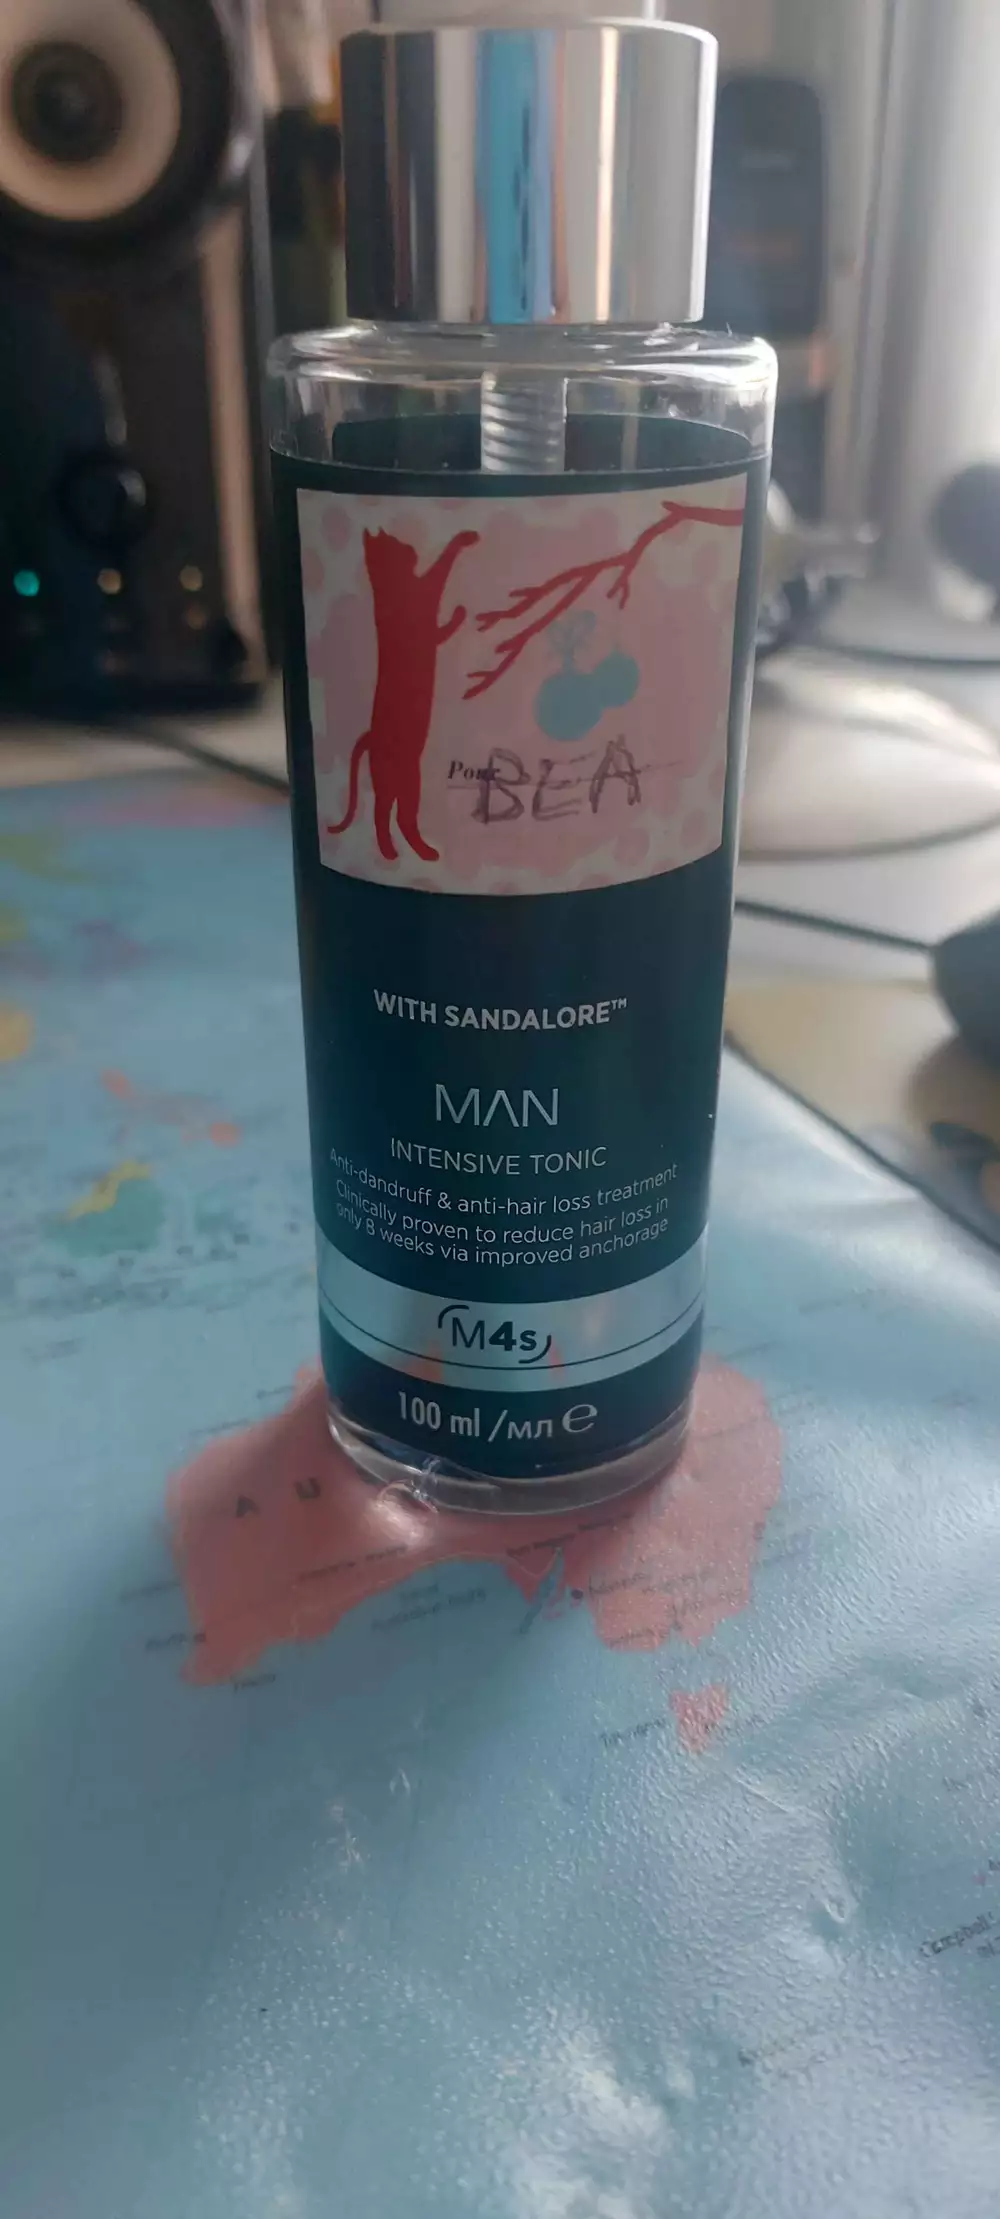 Pour BEA
WITH SANDALORE™
MAN
INTENSIVE TONIC
Anti-dandruff & anti-hair loss treatment
Clinically proven to reduce hair loss in
only 8 weeks via improved anchorage
M4s
100 ml /мл ℮
A U